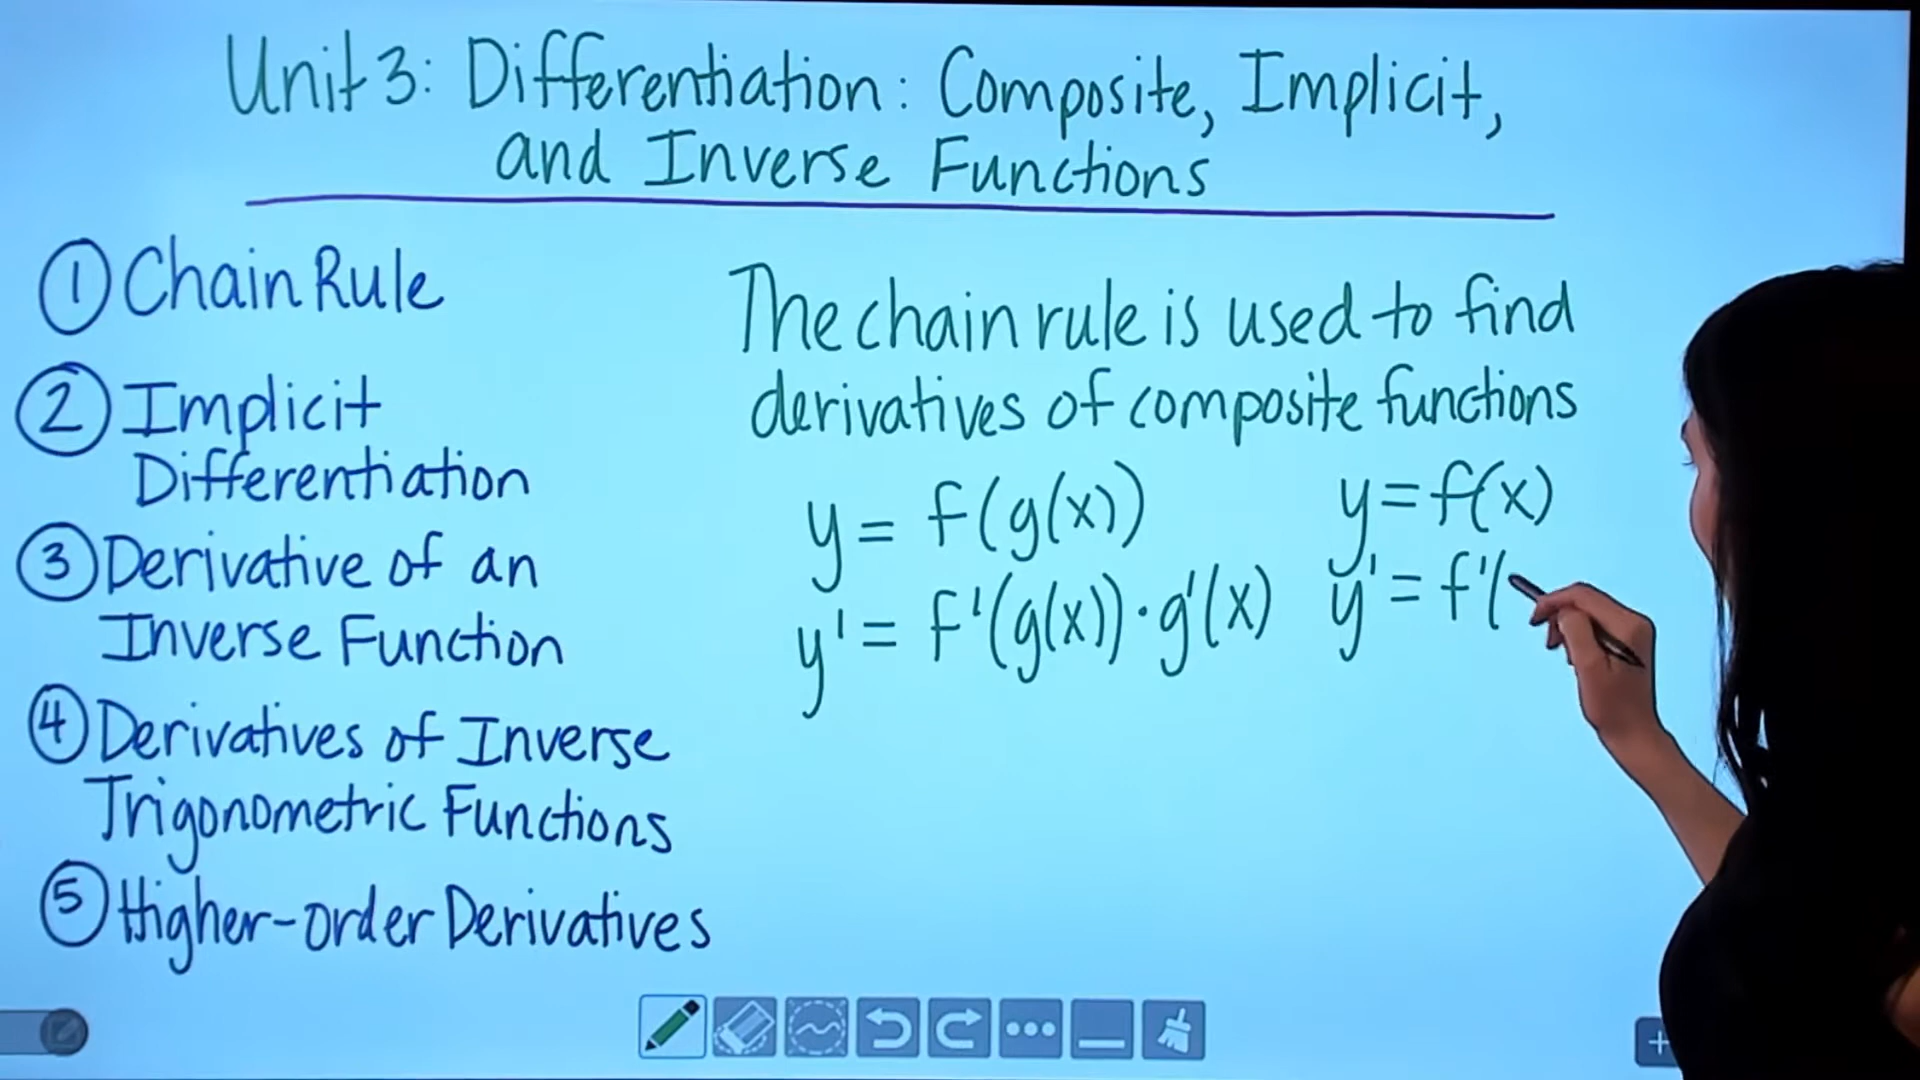 Unit 3: Differentiation: Composite, Implicit,
and Inverse Functions
① Chain Rule
② Implicit
Differentiation
③ Derivative of an
Inverse Function
④ Derivatives of Inverse
Trigonometric Functions
⑤ Higher-order Derivatives
The chain rule is used to find
derivatives of composite functions
y = f(g(x))
y' = f'(g(x)) · g'(x)
y = f(x)
y' = f'(